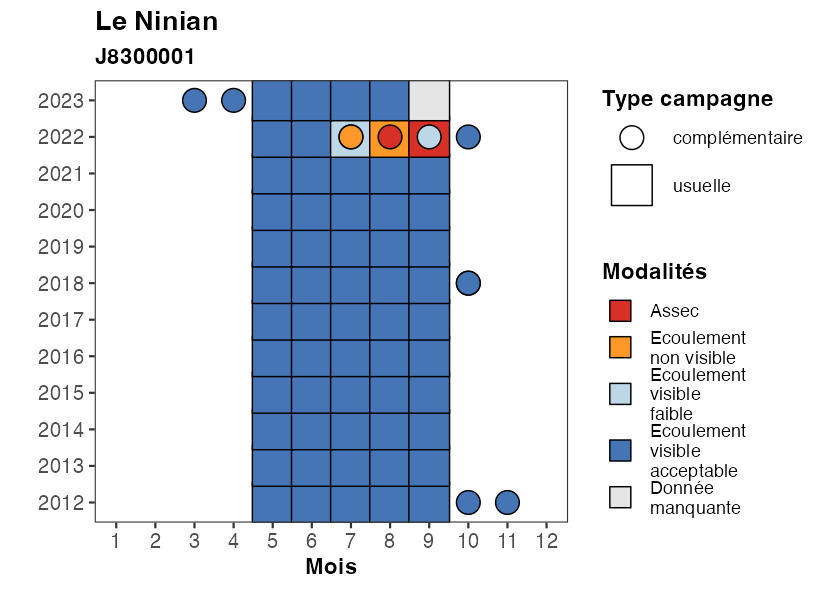 Le Ninian
J8300001
2023
2022
2021
2020
2019
2018
2017
2016
2015
2014
2013
2012
1 2 3 4 5 6 7 8 9 10 11 12
Mois
Type campagne
complémentaire
usuelle
Modalités
Assec
Ecoulement
non visible
Ecoulement
visible
faible
Ecoulement
visible
acceptable
Donnée
manquante